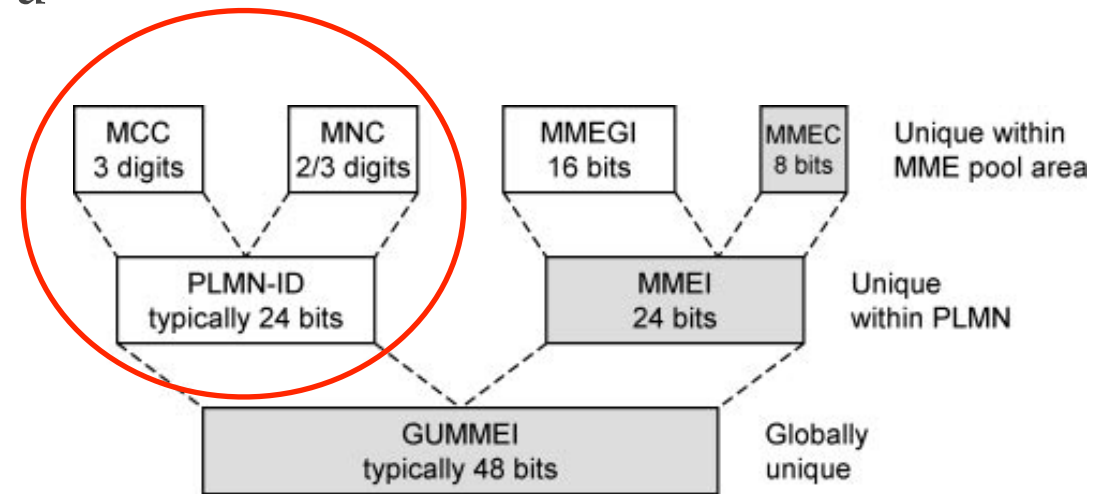 MCC
3 digits
MNC
2/3 digits
MMEGI
16 bits
MMEC
8 bits
Unique within
MME pool area
PLMN-ID
typically 24 bits
MMEI
24 bits
Unique
within PLMN
GUMMEI
typically 48 bits
Globally
unique